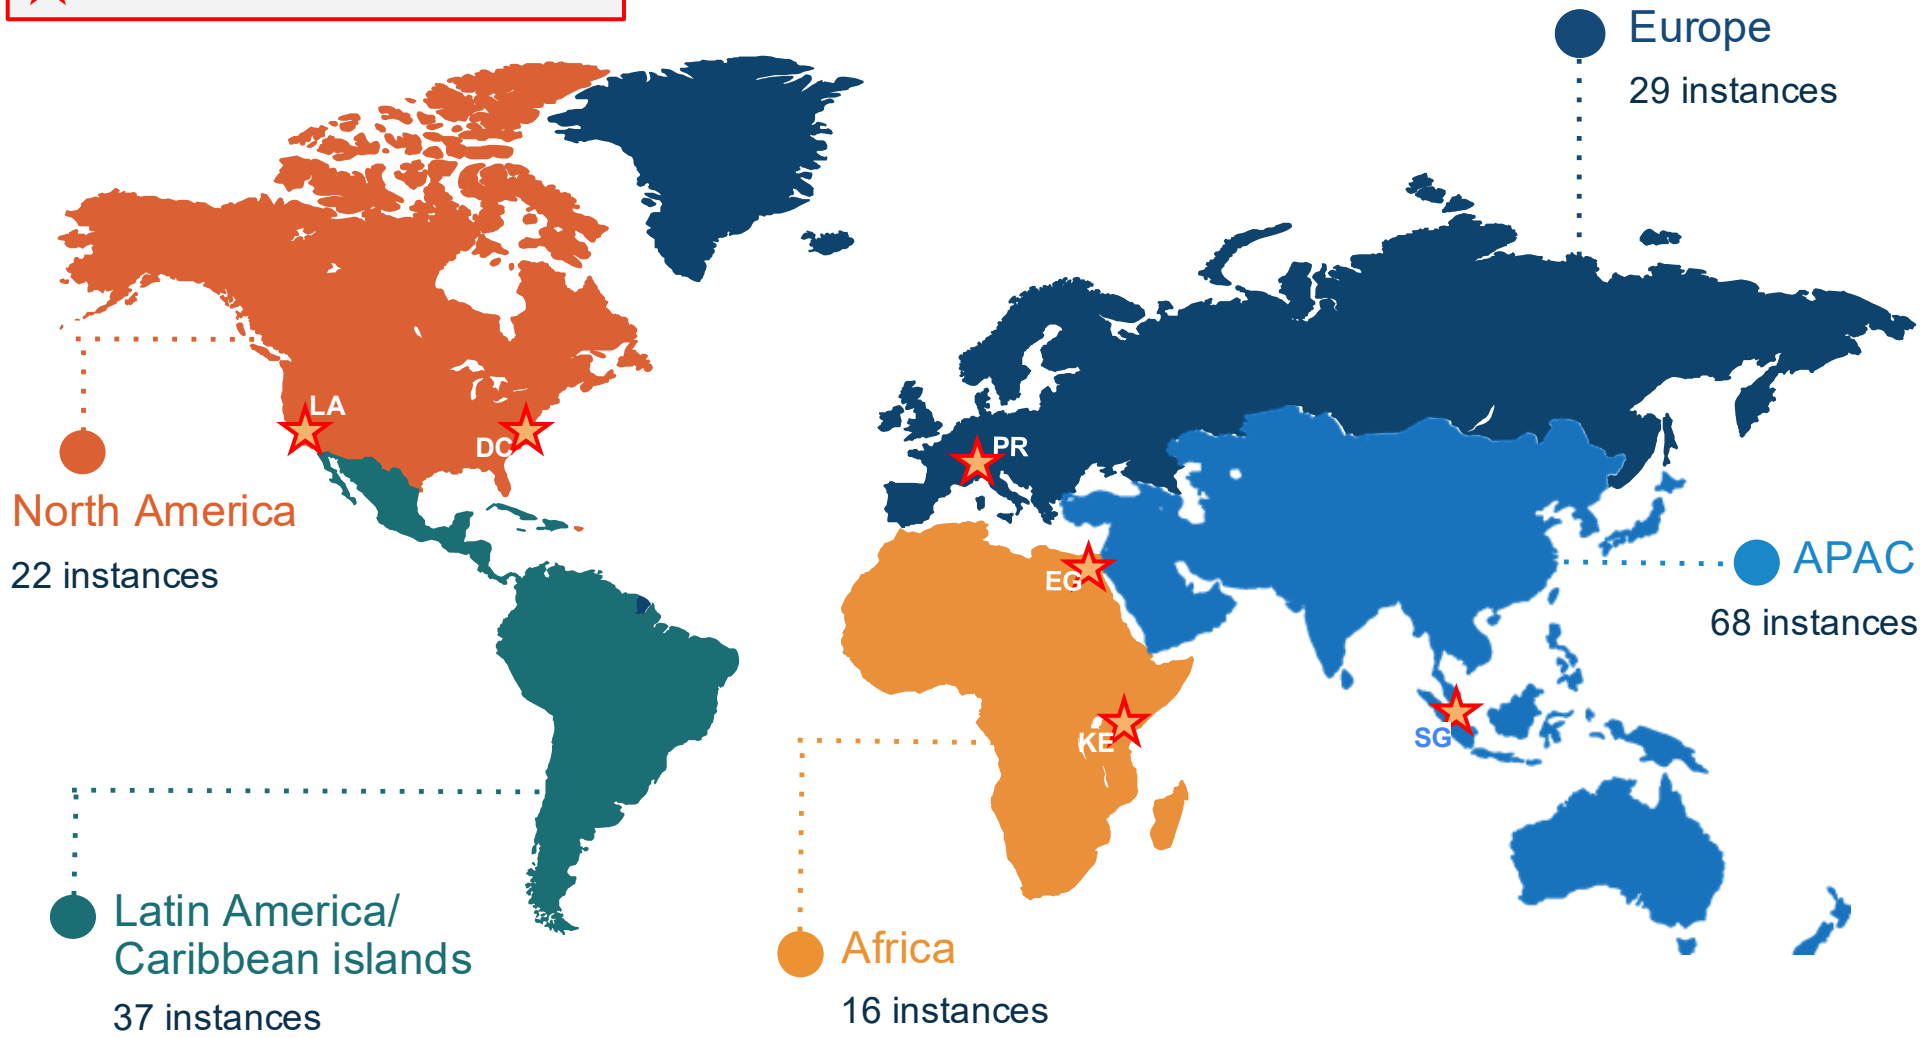 Europe
29 instances
LA
DC
PR
North America
22 instances
EG
APAC
68 instances
KE
SG
Latin America/
Caribbean islands
37 instances
Africa
16 instances